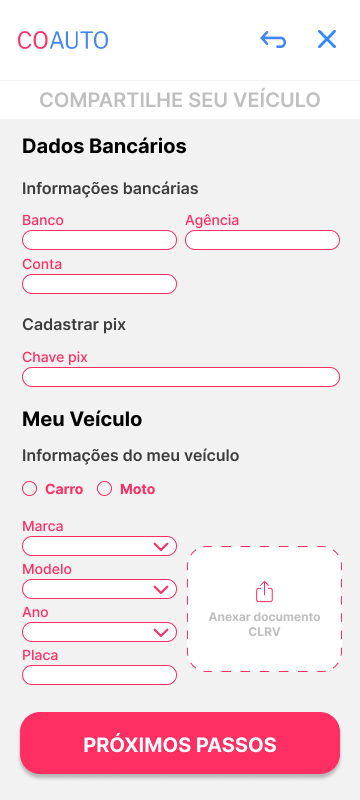 COAUTO
COMPARTILHE SEU VEÍCULO
Dados Bancários
Informações bancárias
Banco
Agência
Conta
Cadastrar pix
Chave pix
Meu Veículo
Informações do meu veículo
Carro
Moto
Marca
Modelo
Ano
Placa
Anexar documento
CLRV
PRÓXIMOS PASSOS